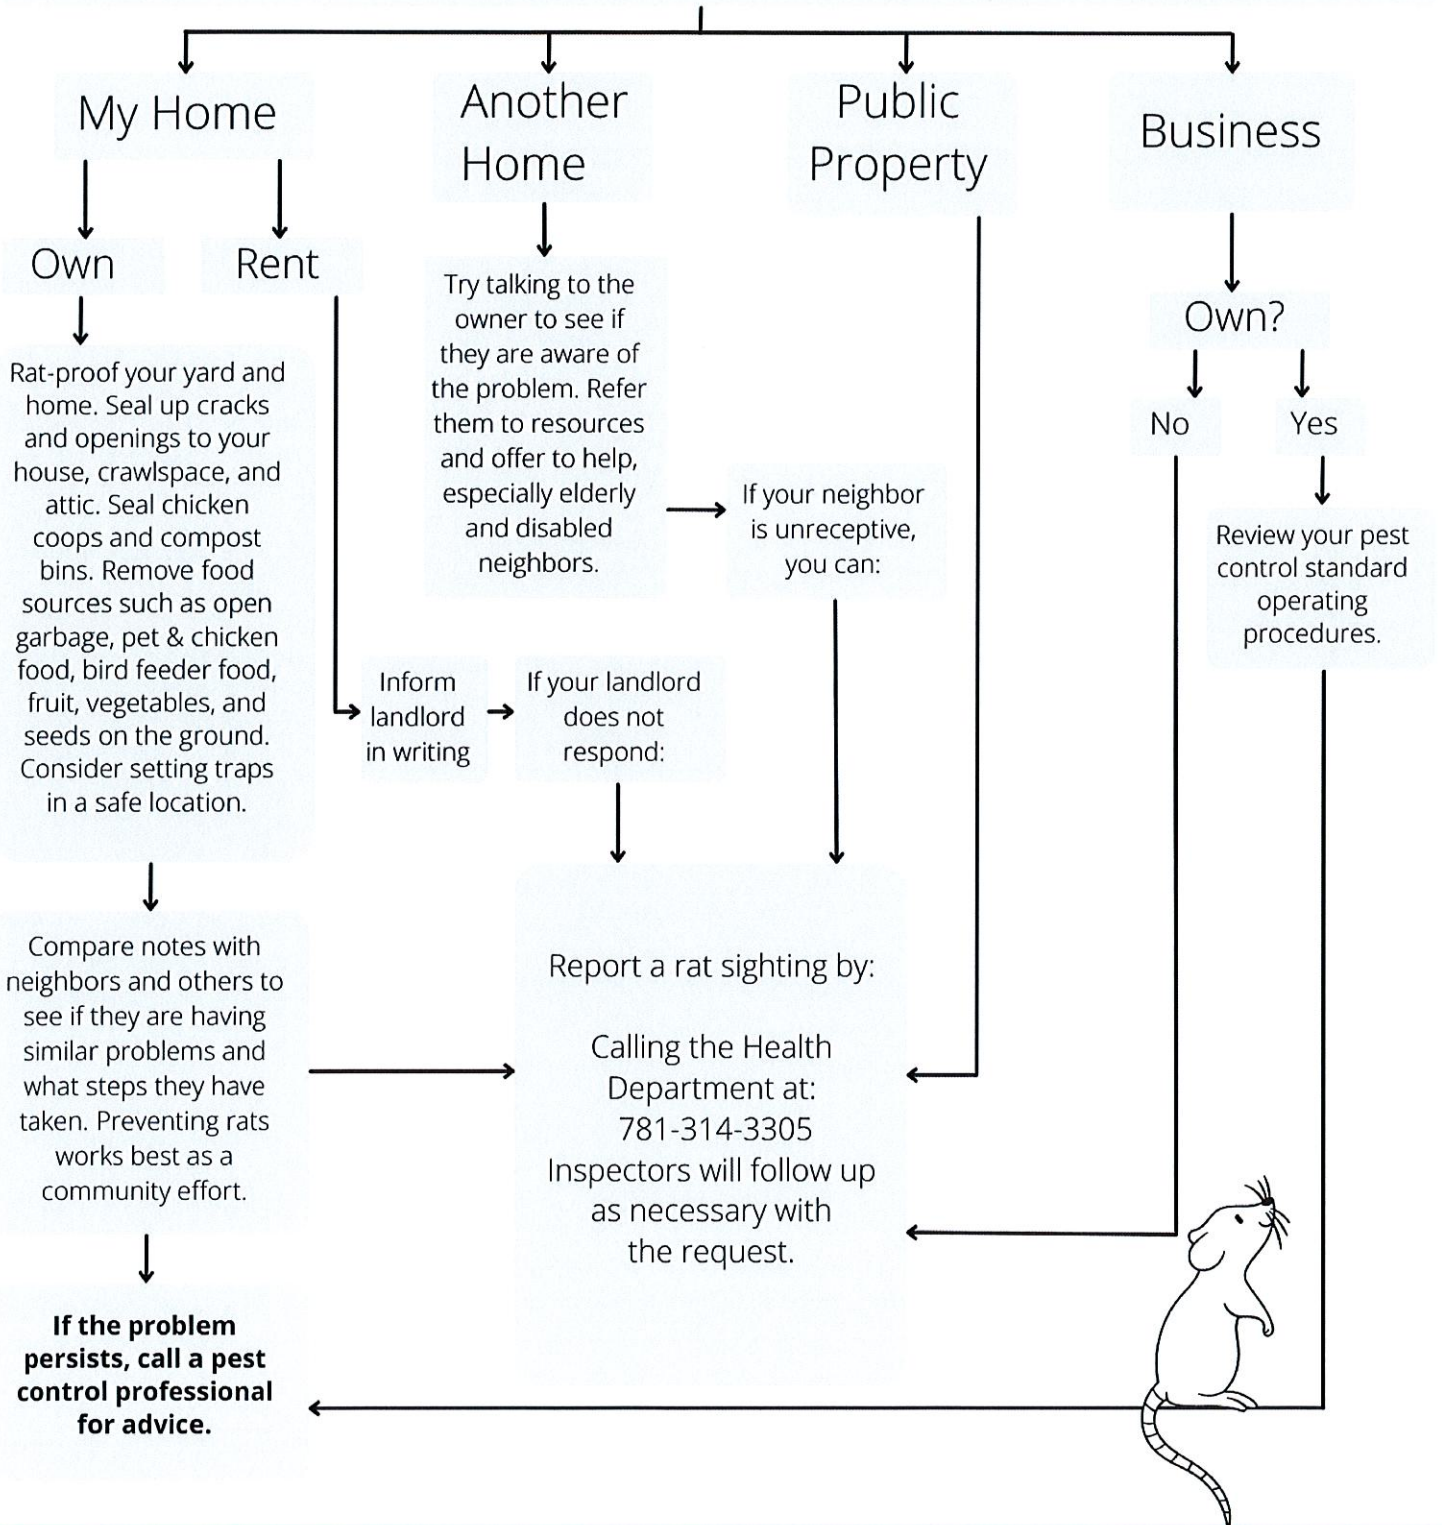 My Home
Another
Home
Public
Property
Business
Own
Rent
Rat-proof your yard and
home. Seal up cracks
and openings to your
house, crawlspace, and
attic. Seal chicken
coops and compost
bins. Remove food
sources such as open
garbage, pet & chicken
food, bird feeder food,
fruit, vegetables, and
seeds on the ground.
Consider setting traps
in a safe location.
Compare notes with
neighbors and others to
see if they are having
similar problems and
what steps they have
taken. Preventing rats
works best as a
community effort.
If the problem
persists, call a pest
control professional
for advice.
Inform
landlord
in writing
If your landlord
does not
respond:
Try talking to the
owner to see if
they are aware of
the problem. Refer
them to resources
and offer to help,
especially elderly
and disabled
neighbors.
If your neighbor
is unreceptive,
you can:
Report a rat sighting by:
Calling the Health
Department at:
781-314-3305
Inspectors will follow up
as necessary with
the request.
Own?
No
Yes
Review your pest
control standard
operating
procedures.